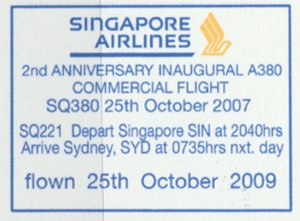 SINGAPORE
AIRLINES
2nd ANNIVERSARY INAUGURAL A380
COMMERCIAL FLIGHT
SQ380 25th October 2007
SQ221 Depart Singapore SIN at 2040hrs
Arrive Sydney, SYD at 0735hrs nxt. day
flown 25th October 2009